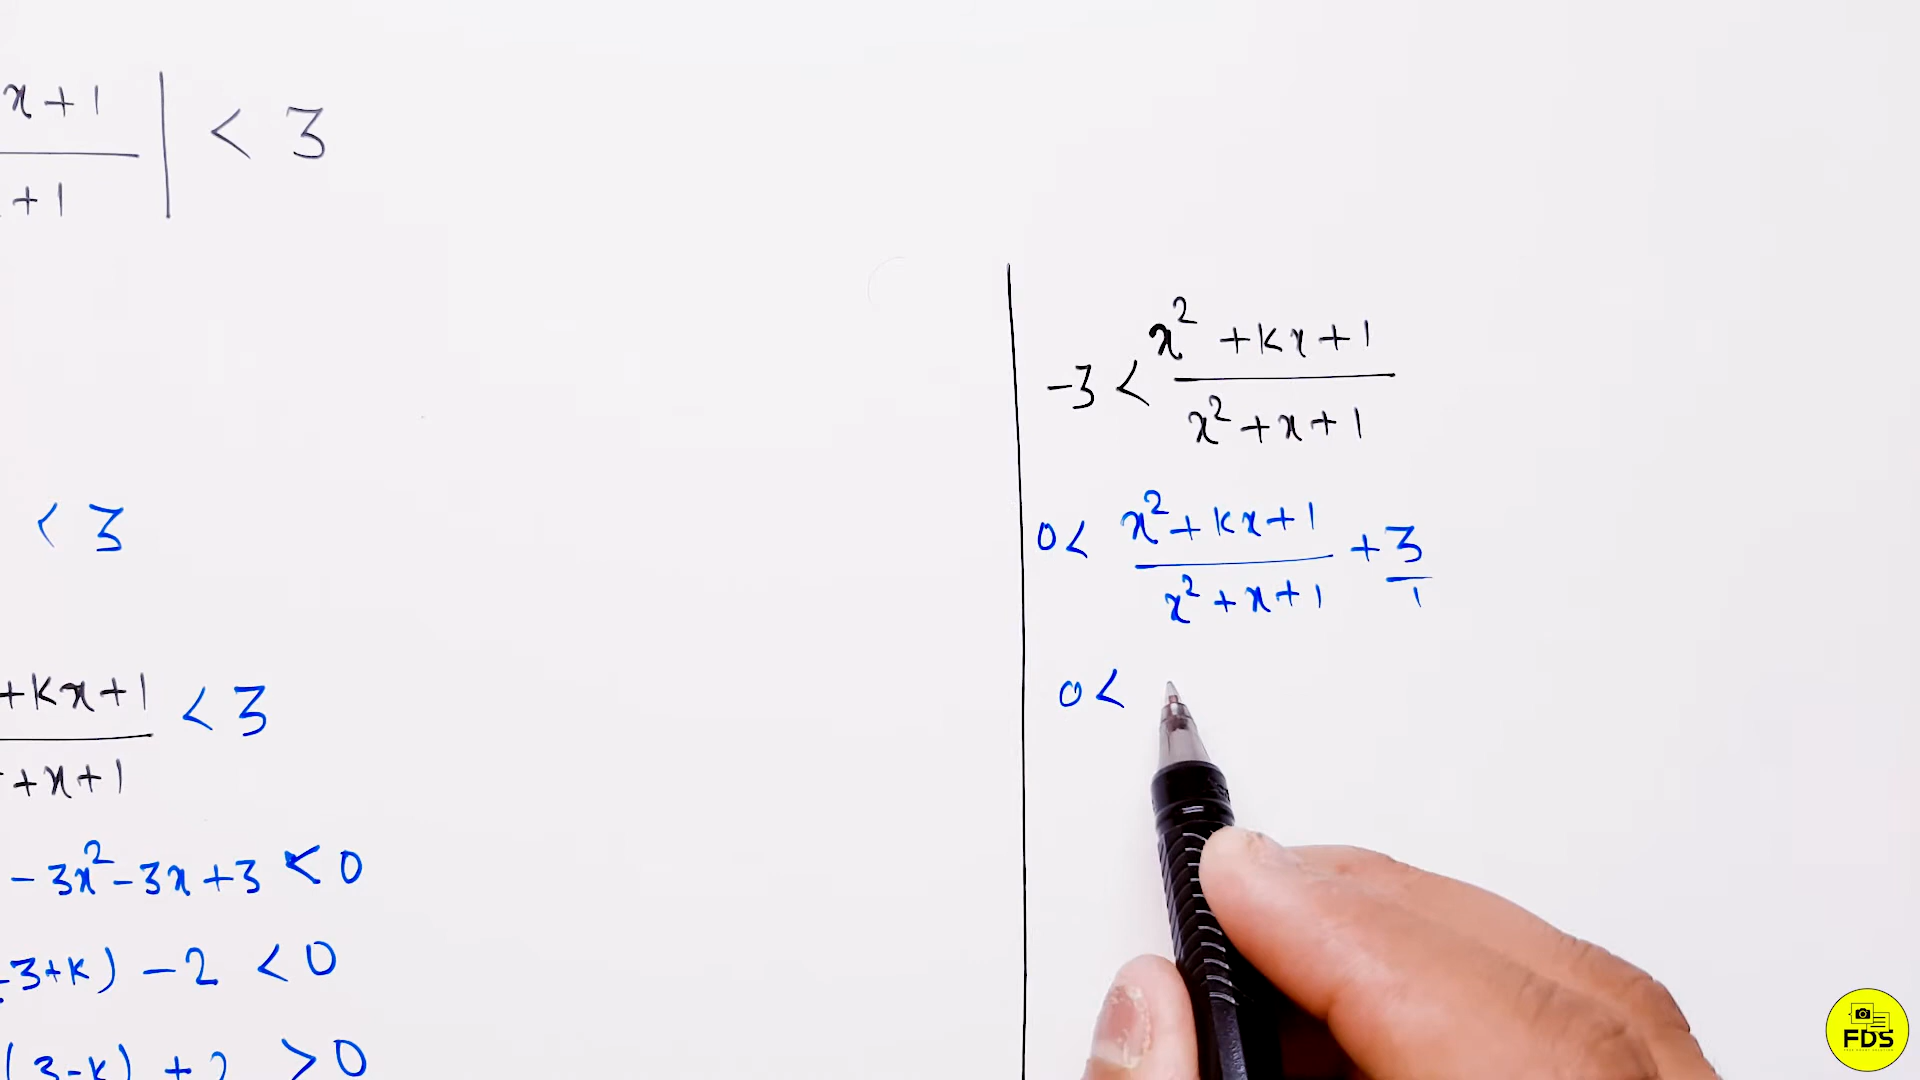 x+1
+1
< 3
< 3
+kx+1
+x+1
< 3
-3x²-3x+3 < 0
-3+k) -2 < 0
(3-k) +2 > 0
-3 < x²+kx+1
x²+x+1
0 < x²+kx+1
x²+x+1
+3
1
0 <
FDS